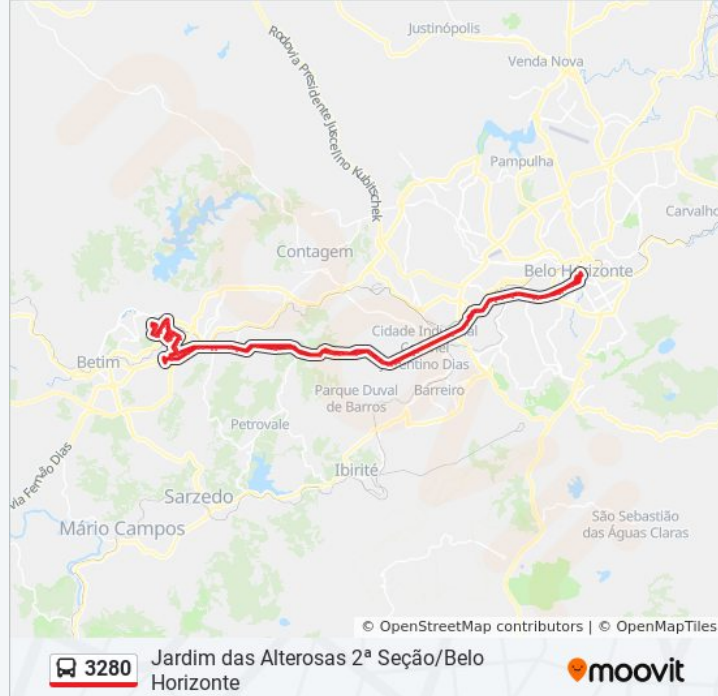 Justinópolis
Rodovia Presidente Juscelino Kubitschek
Venda Nova
Pampulha
Carvalho
Contagem
Belo Horizonte
Cidade Industrial
Coronel
Juventino Dias
Betim
Parque Duval
de Barros
Barreiro
Petrovale
via Fernão Dias
Ibirité
Sarzedo
Mário Campos
São Sebastião
das Águas Claras
© OpenStreetMap contributors | © OpenMapTiles
3280
Jardim das Alterosas 2ª Seção/Belo
Horizonte
moovit